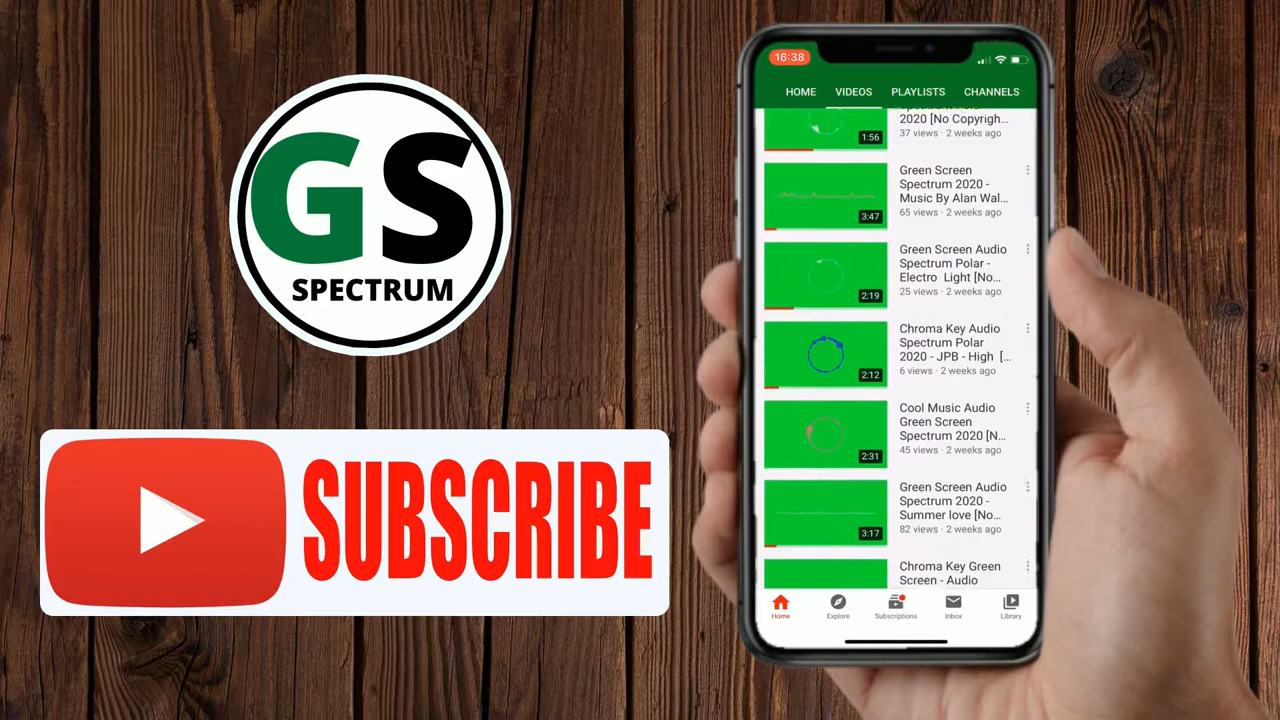 GS
SPECTRUM
SUBSCRIBE
16:38
HOME VIDEOS PLAYLISTS CHANNELS
2020 [No Copyrigh...
37 views · 2 weeks ago
1:56
Green Screen
Spectrum 2020 -
Music By Alan Wal...
65 views · 2 weeks ago
3:47
Green Screen Audio
Spectrum Polar -
Electro Light [No...
25 views · 2 weeks ago
2:19
Chroma Key Audio
Spectrum Polar
2020 - JPB - High [...
6 views · 2 weeks ago
2:12
Cool Music Audio
Green Screen
Spectrum 2020 [N...
45 views · 2 weeks ago
2:31
Green Screen Audio
Spectrum 2020 -
Summer love [No...
82 views · 2 weeks ago
3:17
Chroma Key Green
Screen - Audio
Home Explore Subscriptions Inbox Library